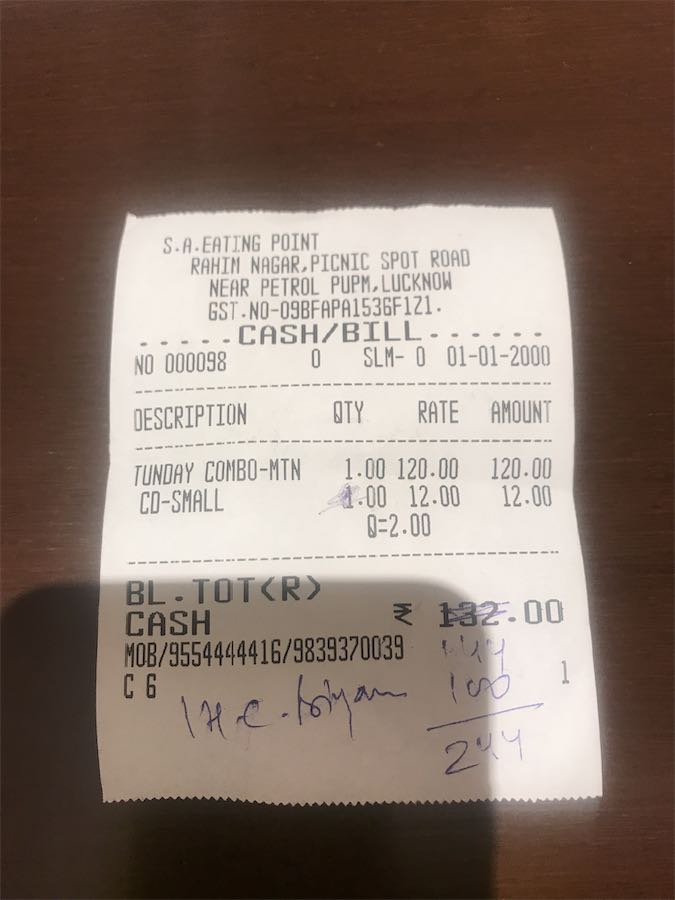 S.A.EATING POINT
RAHIM NAGAR,PICNIC SPOT ROAD
NEAR PETROL PUPM,LUCKNOW
GST.NO-09BFAPA1536F1Z1.
.....CASH/BILL......
NO 000098 0 SLM- 0 01-01-2000
DESCRIPTION QTY RATE AMOUNT
TUNDAY COMBO-MTN 1.00 120.00 120.00
CD-SMALL 1.00 12.00 12.00
Q=2.00
BL.TOT(R)
CASH ₹ 132.00
MOB/9554444416/9839370039 144
C 6 100 1
1 H.C.
244